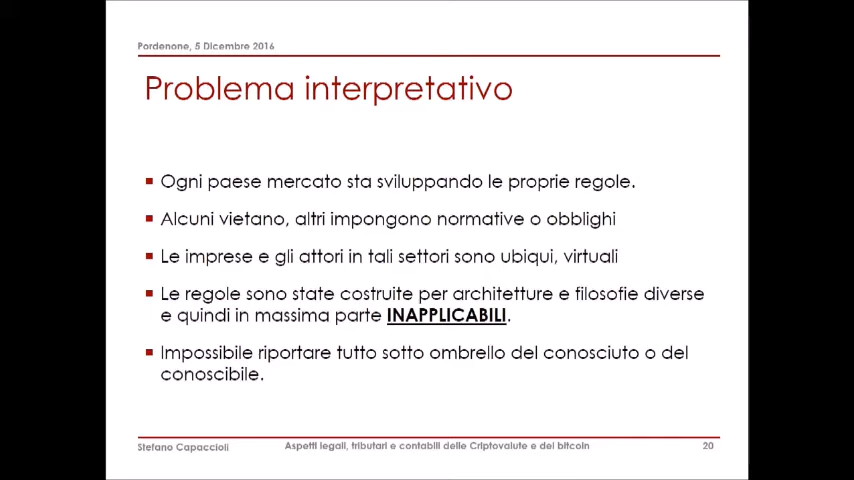 Pordenone, 5 Dicembre 2016
Problema interpretativo
Ogni paese mercato sta sviluppando le proprie regole.
Alcuni vietano, altri impongono normative o obblighi
Le imprese e gli attori in tali settori sono ubiqui, virtuali
Le regole sono state costruite per architetture e filosofie diverse
e quindi in massima parte INAPPLICABILI.
Impossibile riportare tutto sotto ombrello del conosciuto o del
conoscibile.
Stefano Capaccioli Aspetti legali, tributari e contabili delle Criptovalute e dei bitcoin 20